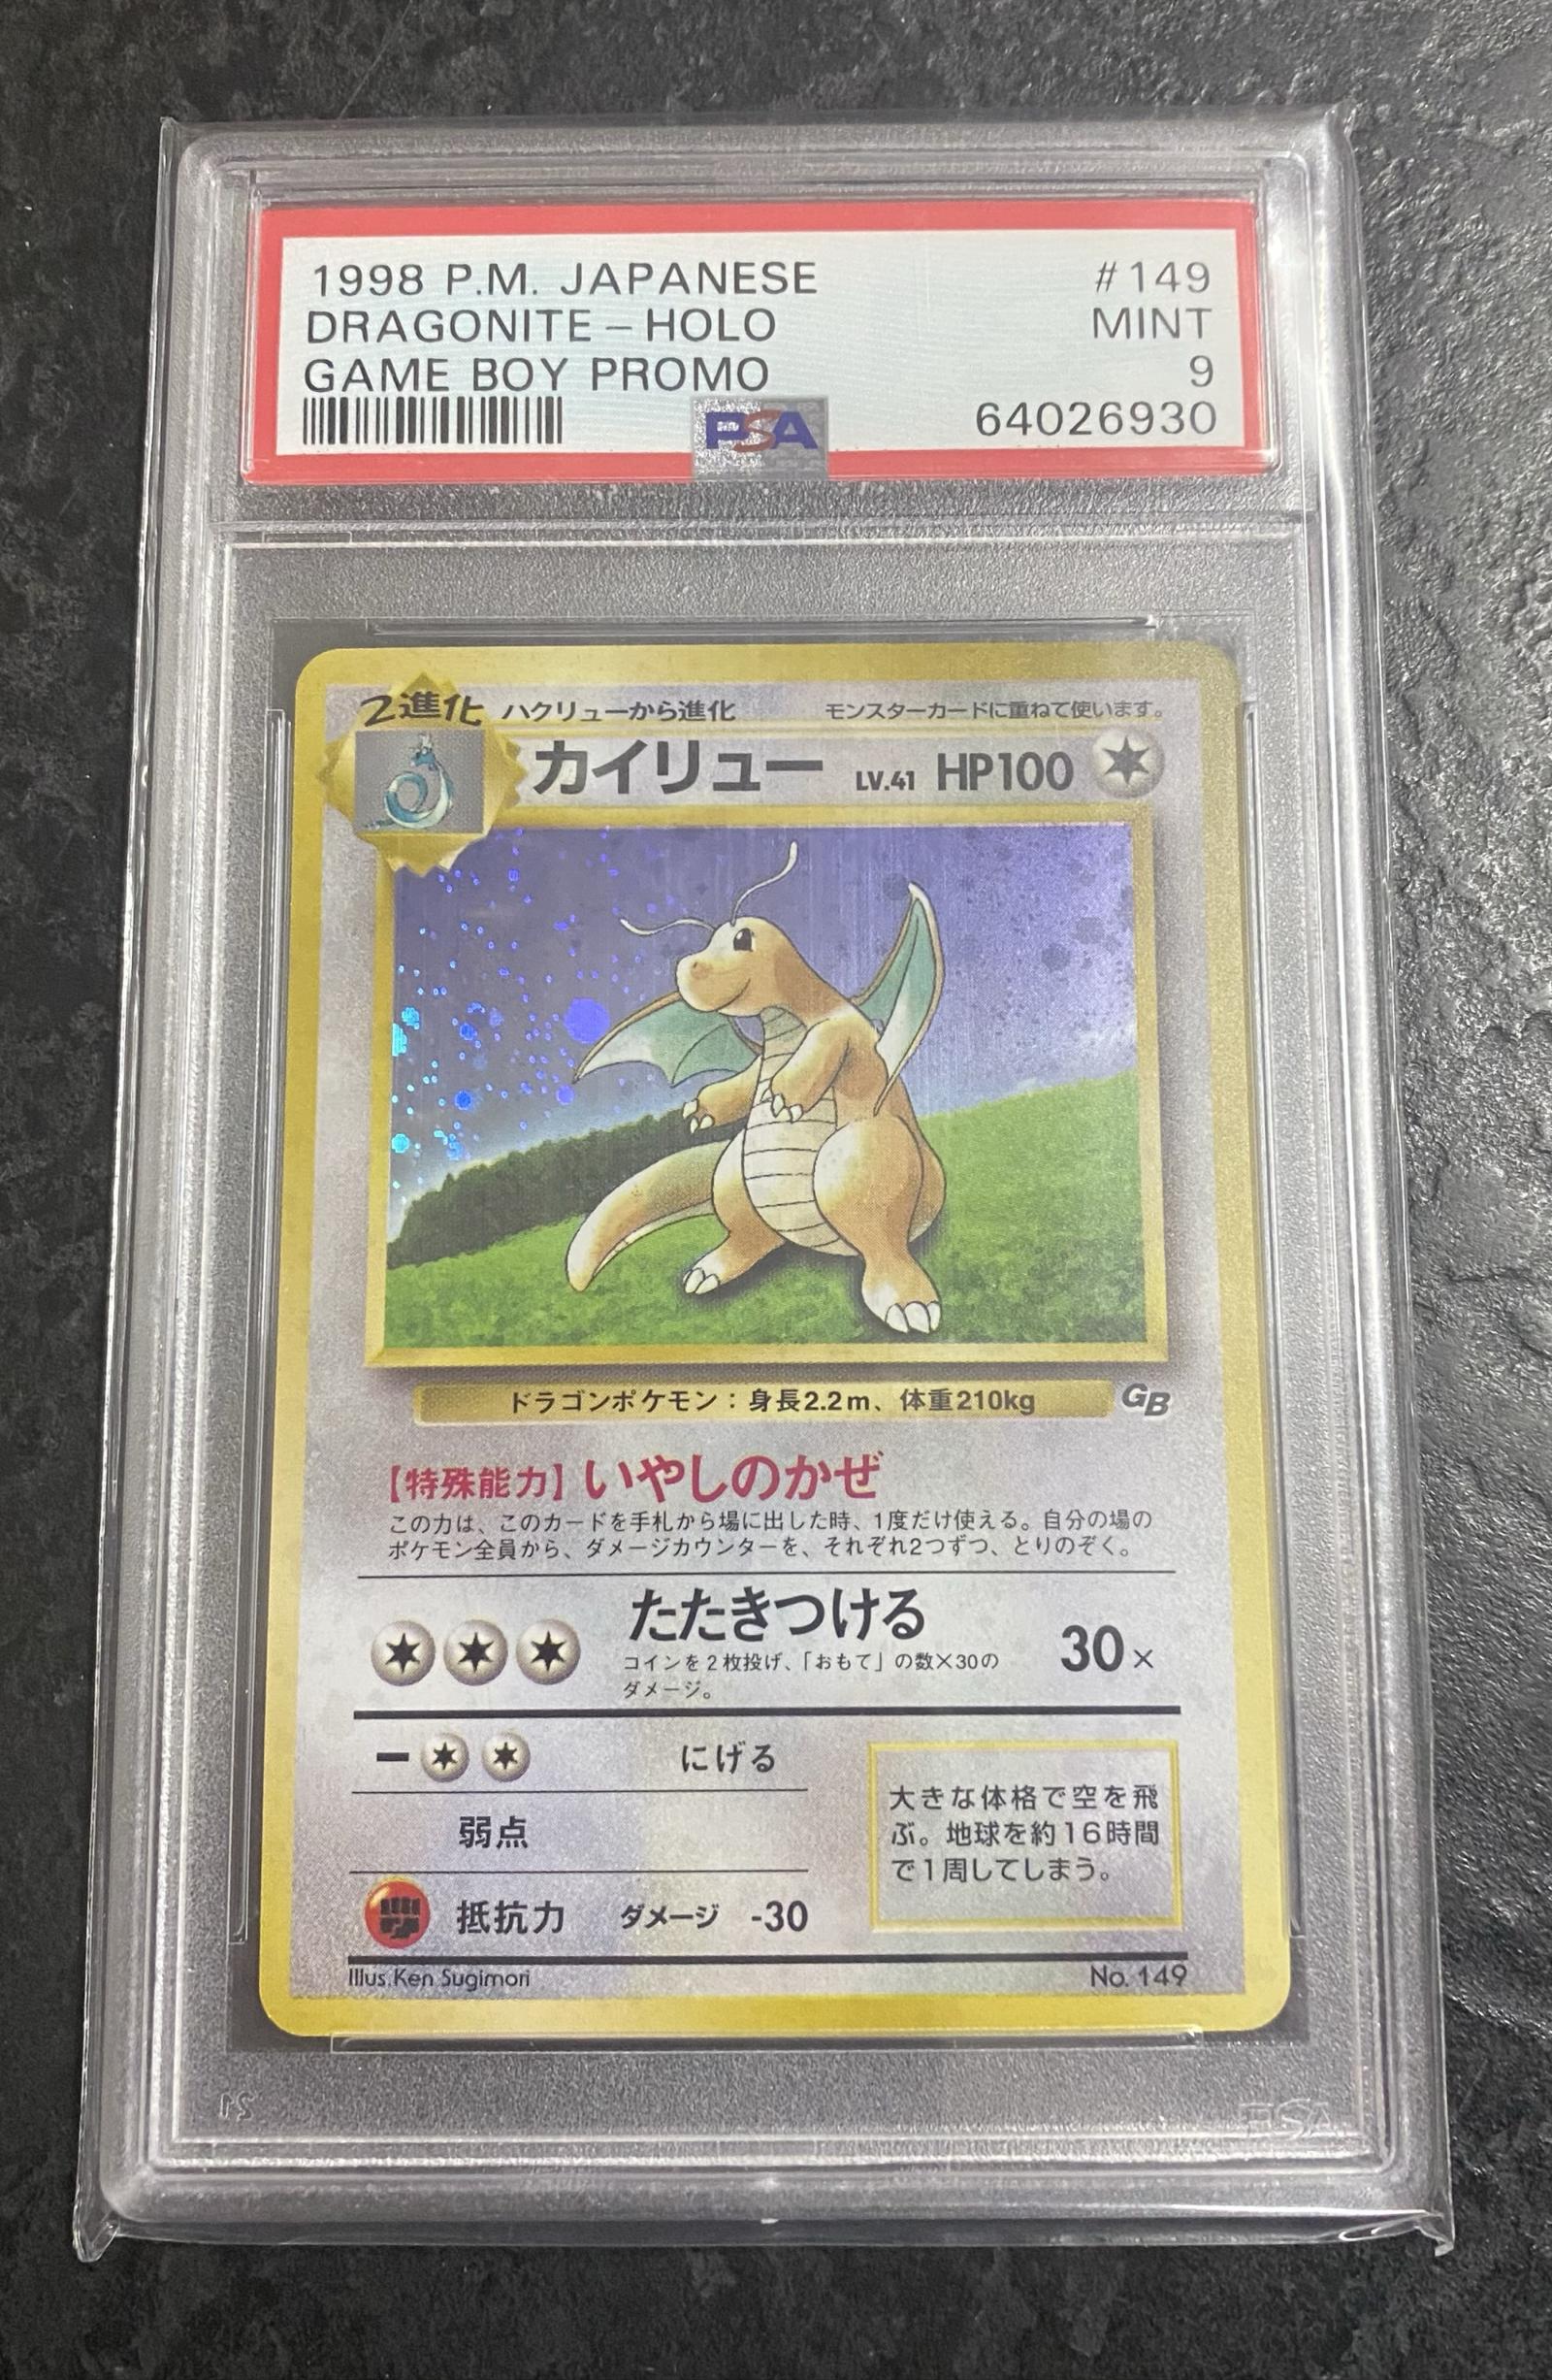 1998 P.M. JAPANESE #149
DRAGONITE-HOLO MINT
GAME BOY PROMO 9
PSA 64026930
2進化 ハクリューから進化 モンスターカードに重ねて使います。
カイリュー LV.41 HP100
ドラゴンポケモン：身長2.2m、体重210kg GB
【特殊能力】いやしのかぜ
この力は、このカードを手札から場に出した時、1度だけ使える。自分の場の
ポケモン全員から、ダメージカウンターを、それぞれ2つずつ、とりのぞく。
たたきつける 30×
コインを2枚投げ、「おもて」の数×30の
ダメージ。
にげる
弱点
抵抗力 ダメージ -30
大きな体格で空を飛
ぶ。地球を約16時間
で1周してしまう。
Illus.Ken Sugimori No. 149
PSA